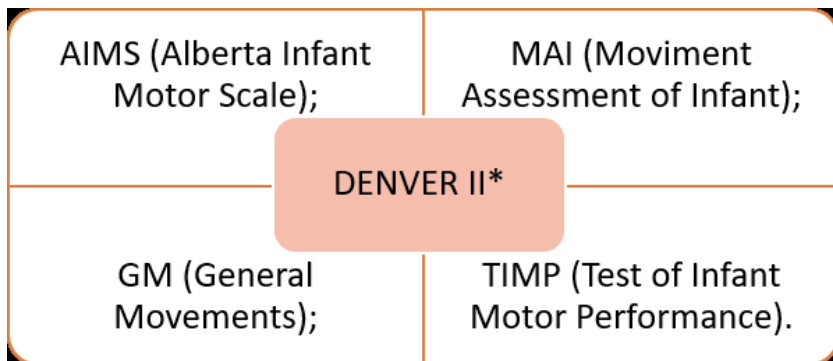 AIMS (Alberta Infant
Motor Scale);
MAI (Moviment
Assessment of Infant);
DENVER II*
GM (General
Movements);
TIMP (Test of Infant
Motor Performance).